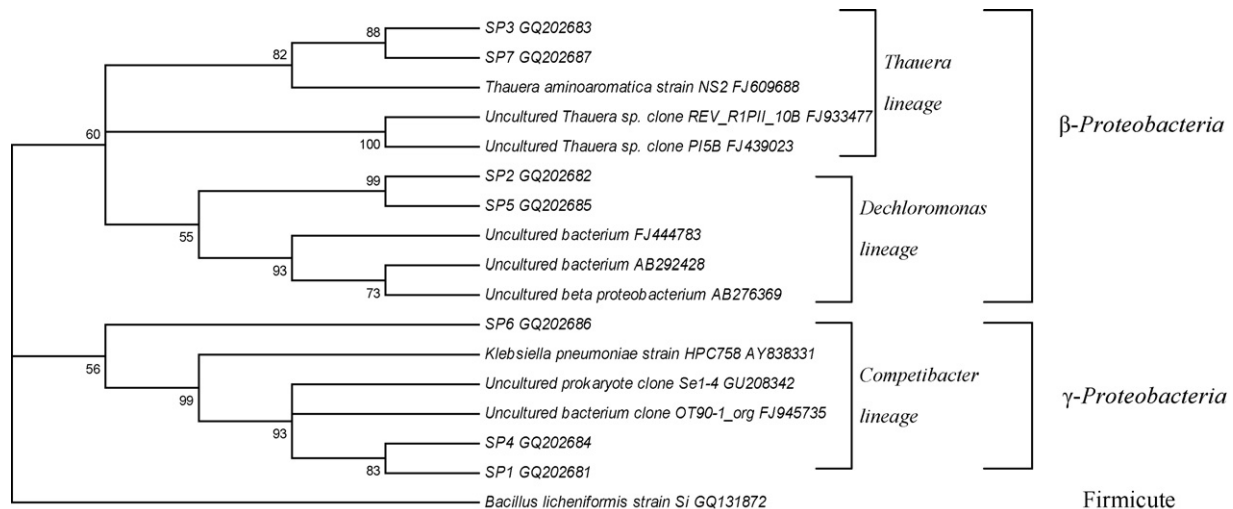 88
SP3 GQ202683
82
SP7 GQ202687
Thauera aminoaromatica strain NS2 FJ609688
Thauera
lineage
60
Uncultured Thauera sp. clone REV_R1PII_10B FJ933477
100
Uncultured Thauera sp. clone PI5B FJ439023
β-Proteobacteria
99
SP2 GQ202682
SP5 GQ202685
55
Uncultured bacterium FJ444783
93
Uncultured bacterium AB292428
73
Uncultured beta proteobacterium AB276369
Dechloromonas
lineage
SP6 GQ202686
56
Klebsiella pneumoniae strain HPC758 AY838331
99
Uncultured prokaryote clone Se1-4 GU208342
Uncultured bacterium clone OT90-1_org FJ945735
93
SP4 GQ202684
83
SP1 GQ202681
Competibacter
lineage
γ-Proteobacteria
Bacillus licheniformis strain Si GQ131872
Firmicute